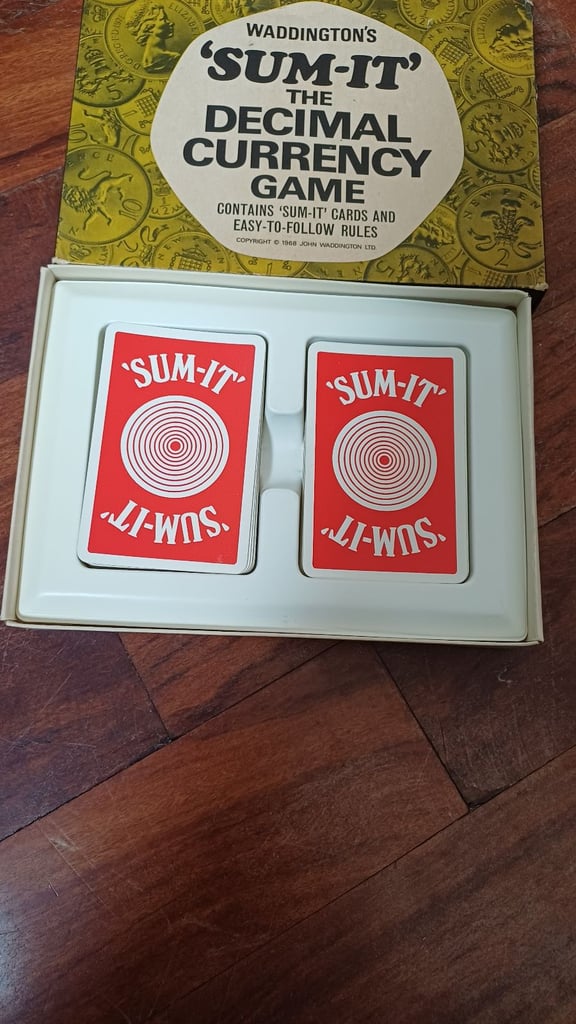 WADDINGTON'S
'SUM-IT'
THE
DECIMAL
CURRENCY
GAME
CONTAINS 'SUM-IT' CARDS AND
EASY-TO-FOLLOW RULES
COPYRIGHT © 1968 JOHN WADDINGTON LTD.
'SUM-IT'
'SUM-IT'
'SUM-IT'
'SUM-IT'